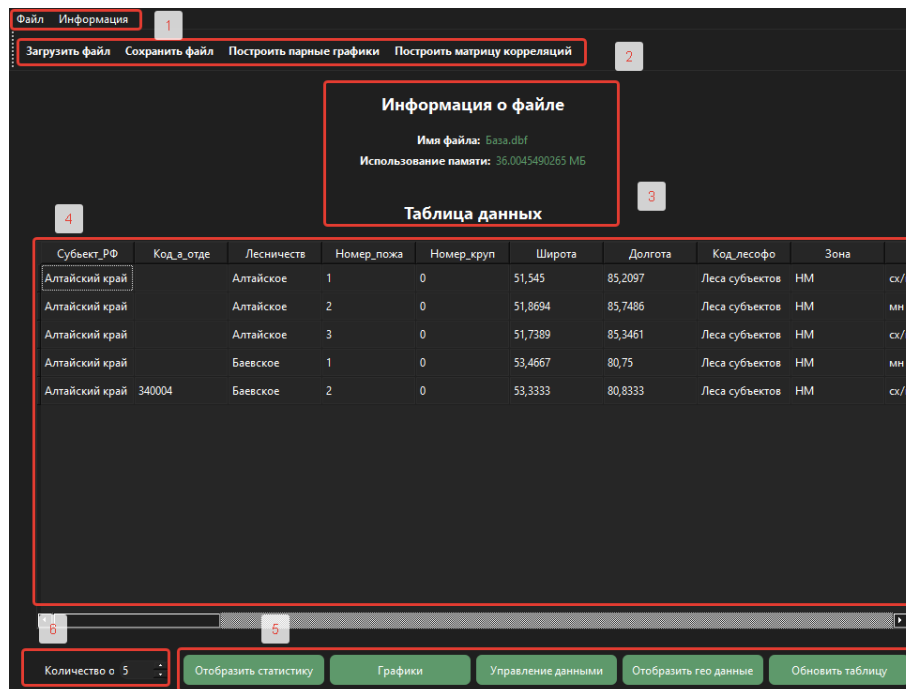 Файл Информация 1
Загрузить файл Сохранить файл Построить парные графики Построить матрицу корреляций 2
Информация о файле
Имя файла: База.dbf
Использование памяти: 36.0045490265 МБ
3
Таблица данных
4
Субъект_РФ Код_а_отде Лесничеств Номер_пожа Номер_круп Широта Долгота Код_лесофо Зона
Алтайский край Алтайское 1 0 51,545 85,2097 Леса субъектов НМ сх/
Алтайский край Алтайское 2 0 51,8694 85,7486 Леса субъектов НМ мн
Алтайский край Алтайское 3 0 51,7389 85,3461 Леса субъектов НМ сх/
Алтайский край Баевское 1 0 53,4667 80,75 Леса субъектов НМ мн
Алтайский край 340004 Баевское 2 0 53,3333 80,8333 Леса субъектов НМ сх/
6 5
Количество о 5 Отобразить статистику Графики Управление данными Отобразить гео данные Обновить таблицу